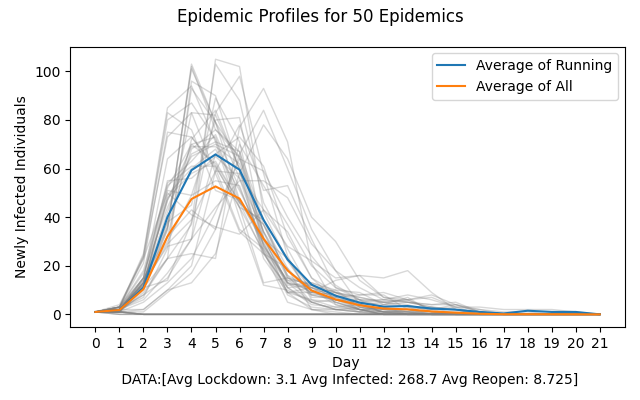 Epidemic Profiles for 50 Epidemics
Average of Running
Average of All
Newly Infected Individuals
100
80
60
40
20
0
0 1 2 3 4 5 6 7 8 9 10 11 12 13 14 15 16 17 18 19 20 21
Day
DATA:[Avg Lockdown: 3.1 Avg Infected: 268.7 Avg Reopen: 8.725]